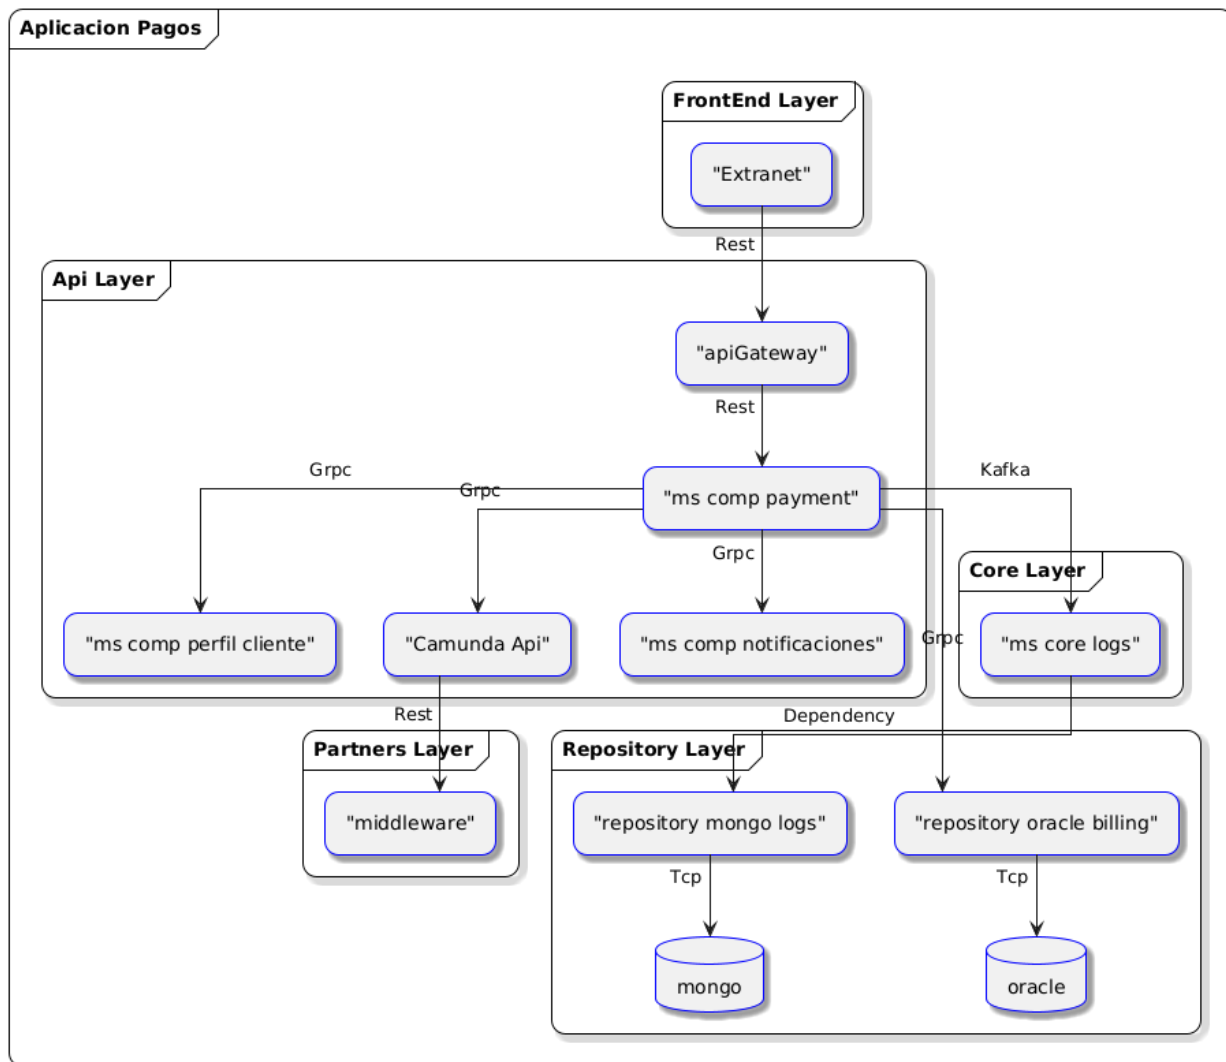 Aplicacion Pagos
FrontEnd Layer
"Extranet"
Rest
Api Layer
"apiGateway"
Rest
"ms comp payment"
Grpc
Grpc
Kafka
Grpc
Core Layer
"ms comp perfil cliente"
"Camunda Api"
"ms comp notificaciones"
Grpc
"ms core logs"
Rest
Dependency
Partners Layer
Repository Layer
"middleware"
"repository mongo logs"
"repository oracle billing"
Tcp
Tcp
mongo
oracle